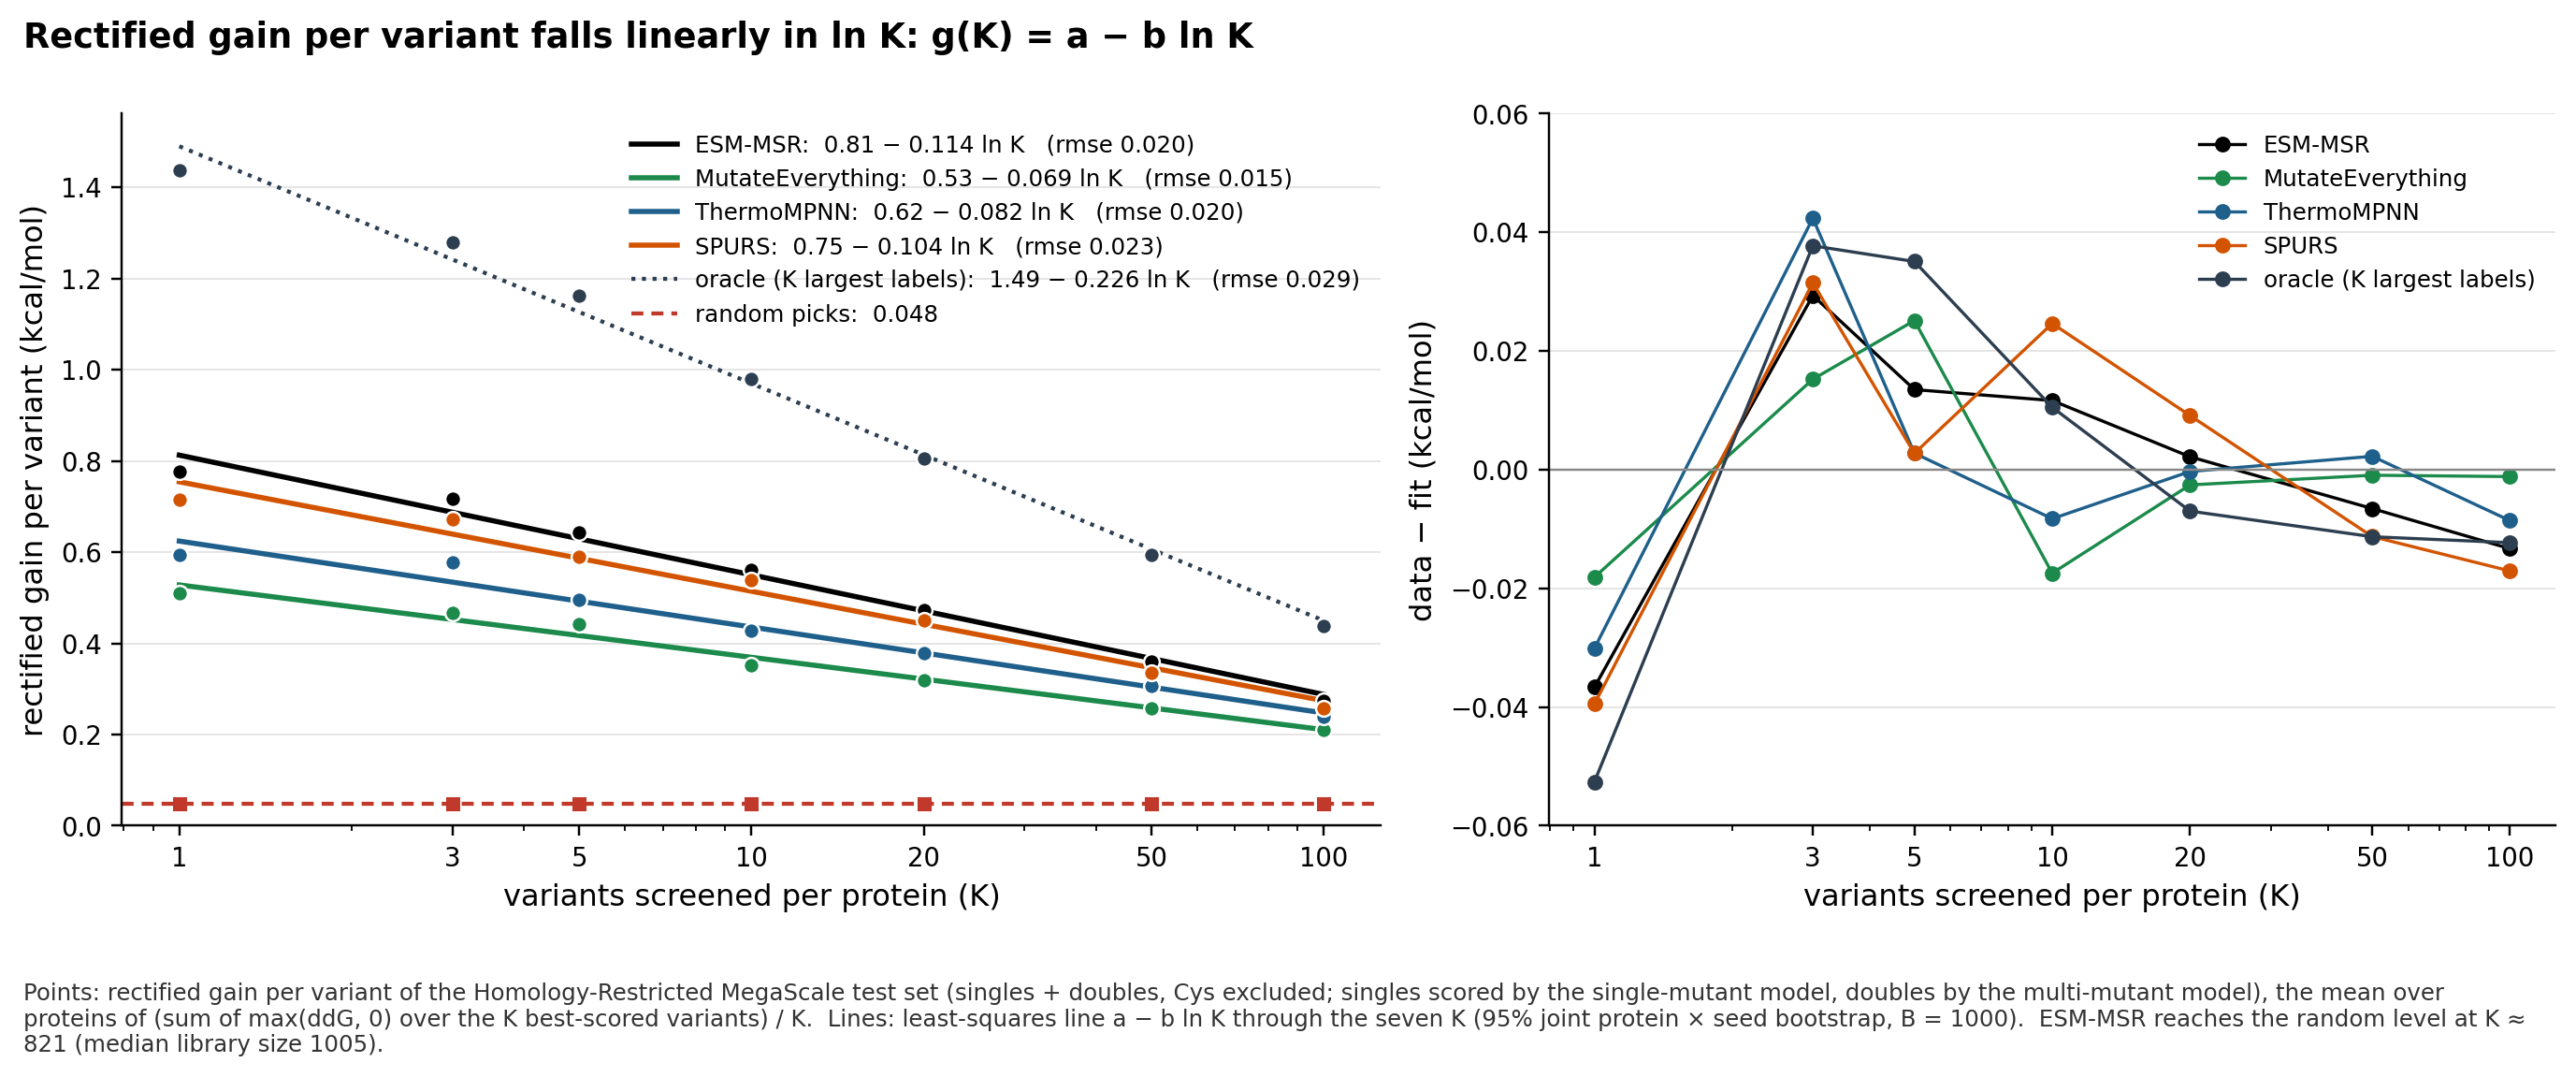 Rectified gain per variant falls linearly in ln K: g(K) = a − b ln K
rectified gain per variant (kcal/mol)
1.4
1.2
1.0
0.8
0.6
0.4
0.2
0.0
ESM-MSR:  0.81 − 0.114 ln K   (rmse 0.020)
MutateEverything:  0.53 − 0.069 ln K   (rmse 0.015)
ThermoMPNN:  0.62 − 0.082 ln K   (rmse 0.020)
SPURS:  0.75 − 0.104 ln K   (rmse 0.023)
oracle (K largest labels):  1.49 − 0.226 ln K   (rmse 0.029)
random picks:  0.048
1 3 5 10 20 50 100
variants screened per protein (K)
data − fit (kcal/mol)
0.06
0.04
0.02
0.00
−0.02
−0.04
−0.06
ESM-MSR
MutateEverything
ThermoMPNN
SPURS
oracle (K largest labels)
1 3 5 10 20 50 100
variants screened per protein (K)
Points: rectified gain per variant of the Homology-Restricted MegaScale test set (singles + doubles, Cys excluded; singles scored by the single-mutant model, doubles by the multi-mutant model), the mean over
proteins of (sum of max(ddG, 0) over the K best-scored variants) / K.  Lines: least-squares line a − b ln K through the seven K (95% joint protein × seed bootstrap, B = 1000).  ESM-MSR reaches the random level at K ≈
821 (median library size 1005).